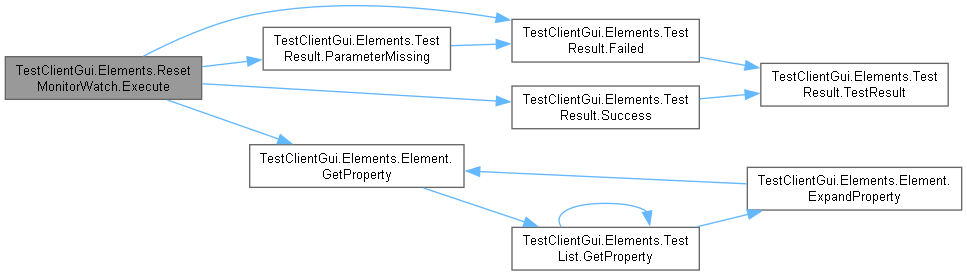 TestClientGui.Elements.Reset
MonitorWatch.Execute
TestClientGui.Elements.Test
Result.ParameterMissing
TestClientGui.Elements.Test
Result.Failed
TestClientGui.Elements.Test
Result.TestResult
TestClientGui.Elements.Test
Result.Success
TestClientGui.Elements.Element.
GetProperty
TestClientGui.Elements.Element.
ExpandProperty
TestClientGui.Elements.Test
List.GetProperty